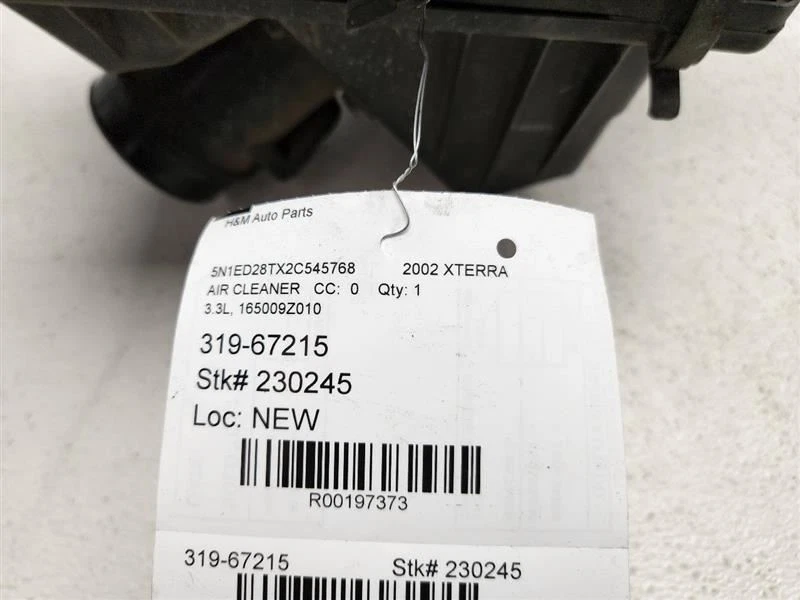 H&M Auto Parts
5N1ED28TX2C545768 2002 XTERRA
AIR CLEANER CC: 0 Qty: 1
3.3L, 165009Z010
319-67215
Stk# 230245
Loc: NEW
R00197373
319-67215 Stk# 230245